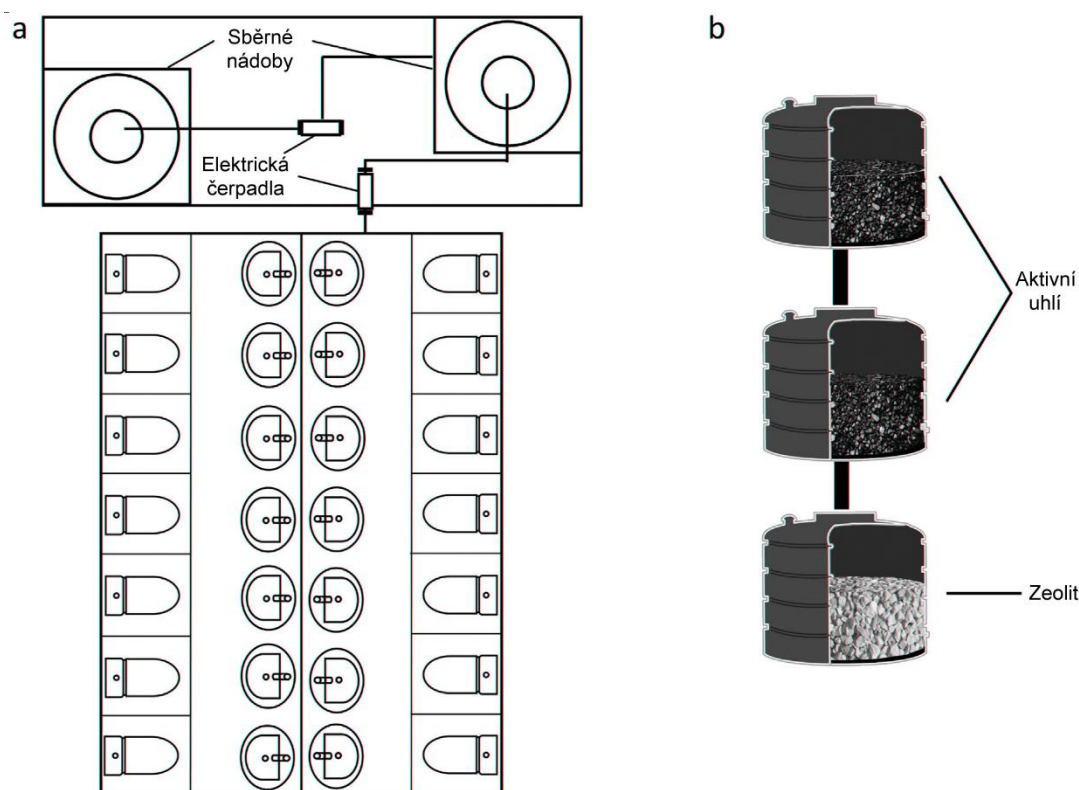 a
Sběrné
nádoby
Elektrická
čerpadla
b
Aktivní
uhlí
Zeolit